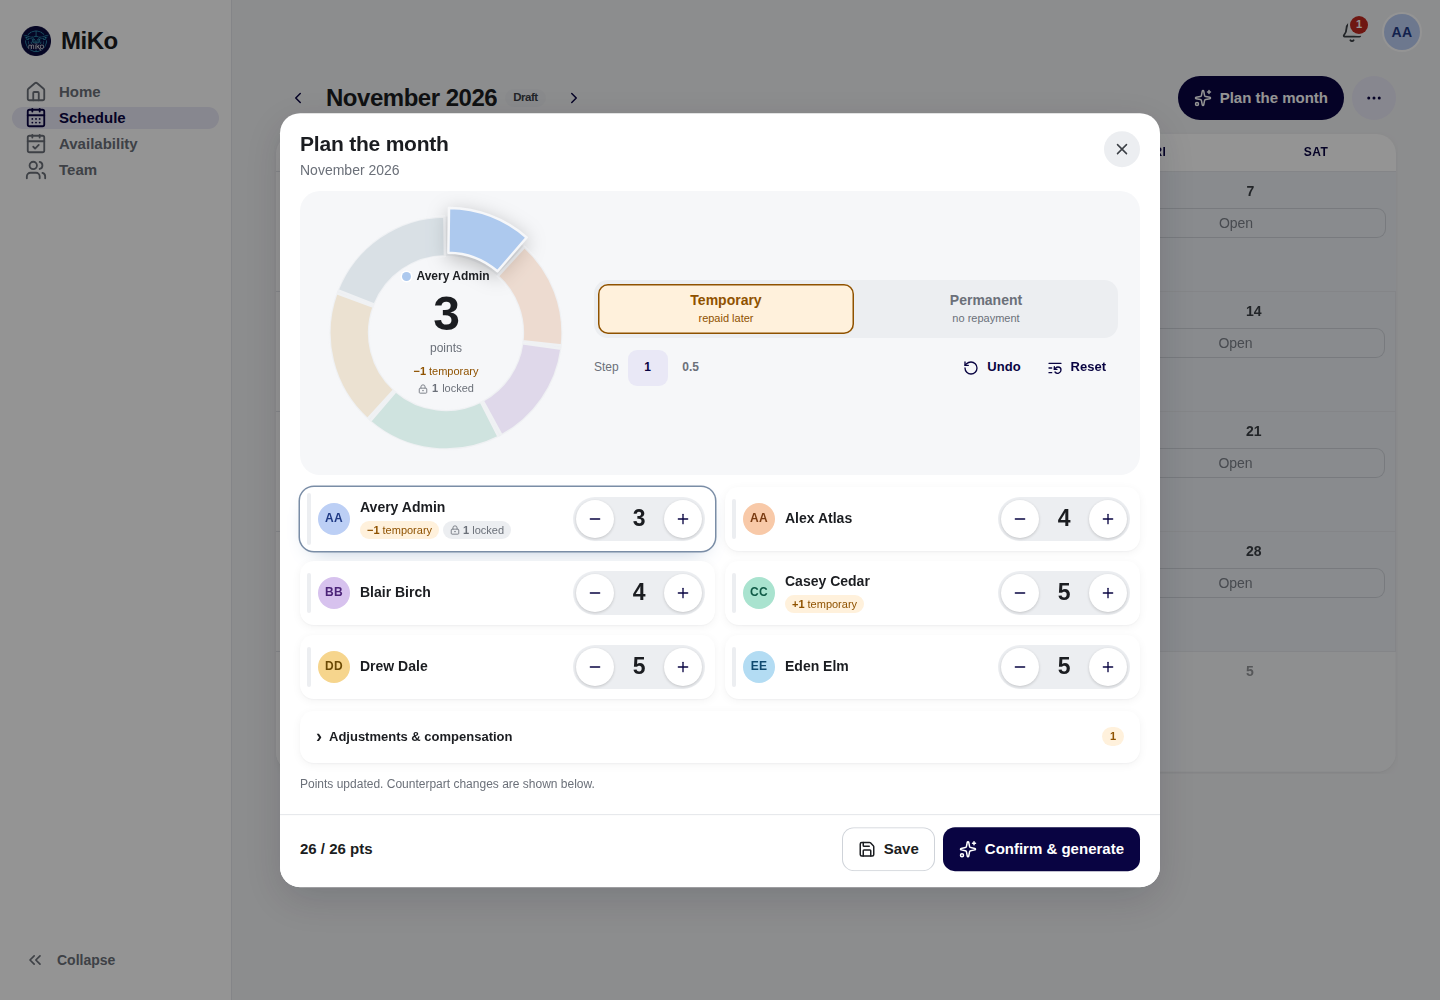 MiKo
Home
Schedule
Availability
Team
Collapse
1
AA
November 2026
Draft
Plan the month
SAT
7
Open
14
Open
21
Open
28
Open
5
Plan the month
November 2026
Avery Admin
3
points
−1 temporary
1 locked
Temporary
repaid later
Permanent
no repayment
Step
1
0.5
Undo
Reset
AA
Avery Admin
−1 temporary
1 locked
3
AA
Alex Atlas
4
BB
Blair Birch
4
CC
Casey Cedar
+1 temporary
5
DD
Drew Dale
5
EE
Eden Elm
5
Adjustments & compensation
1
Points updated. Counterpart changes are shown below.
26 / 26 pts
Save
Confirm & generate